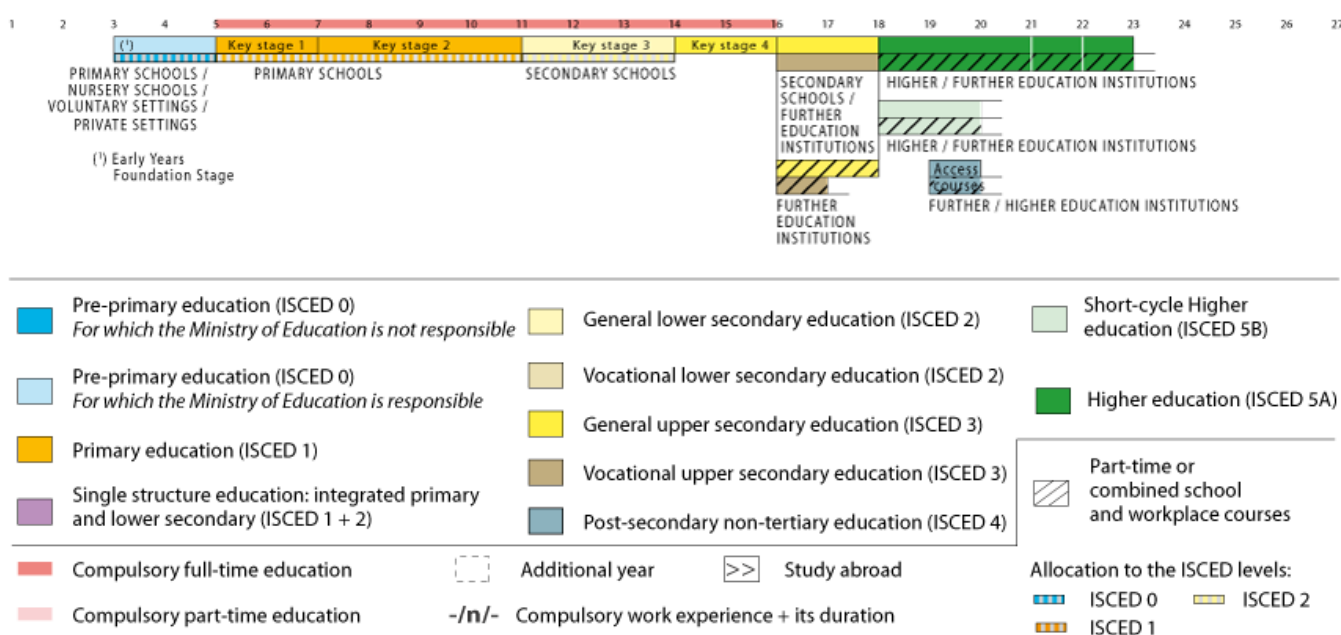 1 2 3 4 5 6 7 8 9 10 11 12 13 14 15 16 17 18 19 20 21 22 23 24 25 26 27
(¹) Key stage 1 Key stage 2 Key stage 3 Key stage 4
PRIMARY SCHOOLS /
NURSERY SCHOOLS /
VOLUNTARY SETTINGS /
PRIVATE SETTINGS
PRIMARY SCHOOLS
SECONDARY SCHOOLS
SECONDARY
SCHOOLS /
FURTHER
EDUCATION
INSTITUTIONS
HIGHER / FURTHER EDUCATION INSTITUTIONS
HIGHER / FURTHER EDUCATION INSTITUTIONS
(¹) Early Years
Foundation Stage
Access
courses
FURTHER
EDUCATION
INSTITUTIONS
FURTHER / HIGHER EDUCATION INSTITUTIONS
Pre-primary education (ISCED 0)
For which the Ministry of Education is not responsible
Pre-primary education (ISCED 0)
For which the Ministry of Education is responsible
Primary education (ISCED 1)
Single structure education: integrated primary
and lower secondary (ISCED 1 + 2)
General lower secondary education (ISCED 2)
Vocational lower secondary education (ISCED 2)
General upper secondary education (ISCED 3)
Vocational upper secondary education (ISCED 3)
Post-secondary non-tertiary education (ISCED 4)
Short-cycle Higher
education (ISCED 5B)
Higher education (ISCED 5A)
Part-time or
combined school
and workplace courses
Compulsory full-time education
Compulsory part-time education
Additional year
-/n/- Compulsory work experience + its duration
>> Study abroad
Allocation to the ISCED levels:
ISCED 0 ISCED 2
ISCED 1